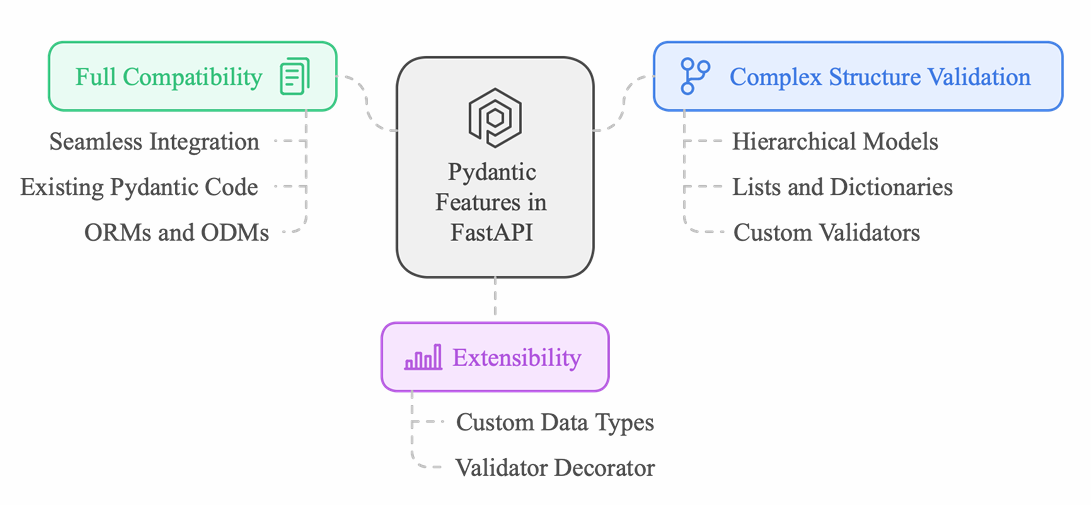 Full Compatibility
Seamless Integration
Existing Pydantic Code
ORMs and ODMs
Pydantic
Features in
FastAPI
Complex Structure Validation
Hierarchical Models
Lists and Dictionaries
Custom Validators
Extensibility
Custom Data Types
Validator Decorator